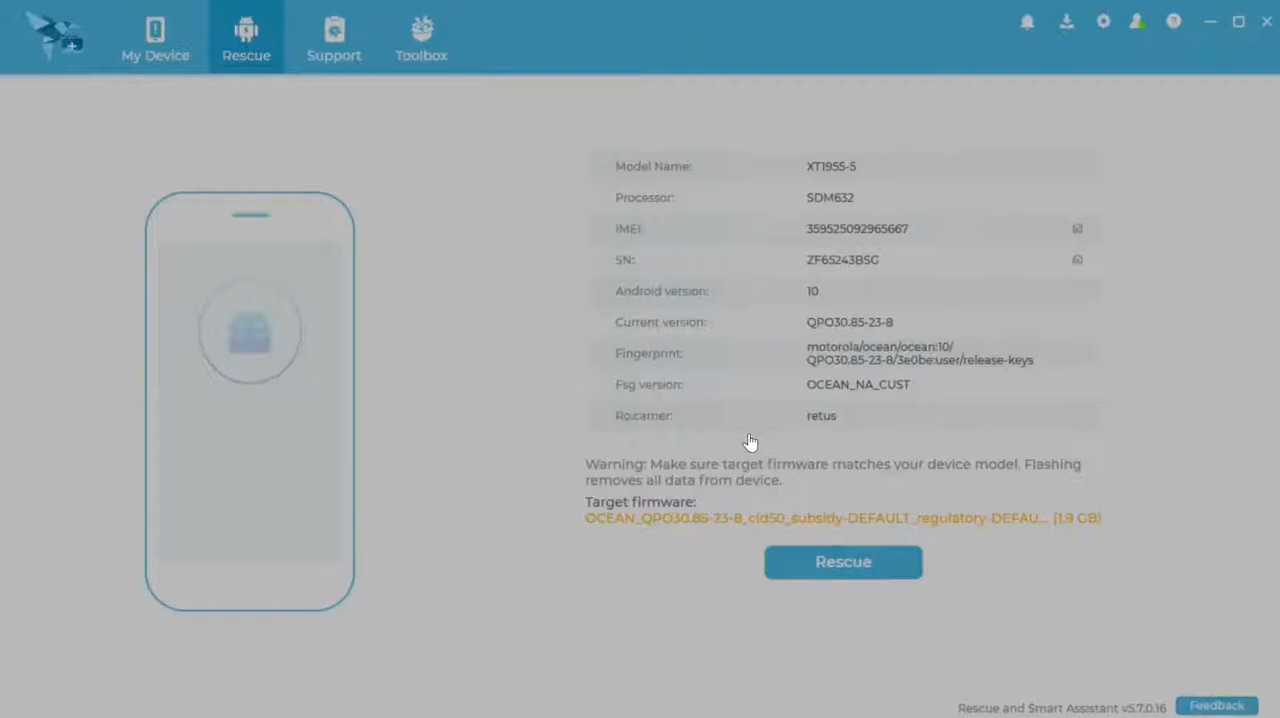 My Device
Rescue
Support
Toolbox
Model Name: XT1955-5
Processor: SDM632
IMEI: 359525092965667
SN: ZF65243BSG
Android version: 10
Current version: QPO30.85-23-8
Fingerprint: motorola/ocean/ocean:10/
QPO30.85-23-8/3e0be:user/release-keys
Fsg version: OCEAN_NA_CUST
Ro.carrier: retus
Warning: Make sure target firmware matches your device model. Flashing
removes all data from device.
Target firmware:
OCEAN_QPO30.85-23-8_cid50_subsidy-DEFAULT_regulatory-DEFAU... (1.9 GB)
Rescue
Rescue and Smart Assistant v5.7.0.16
Feedback